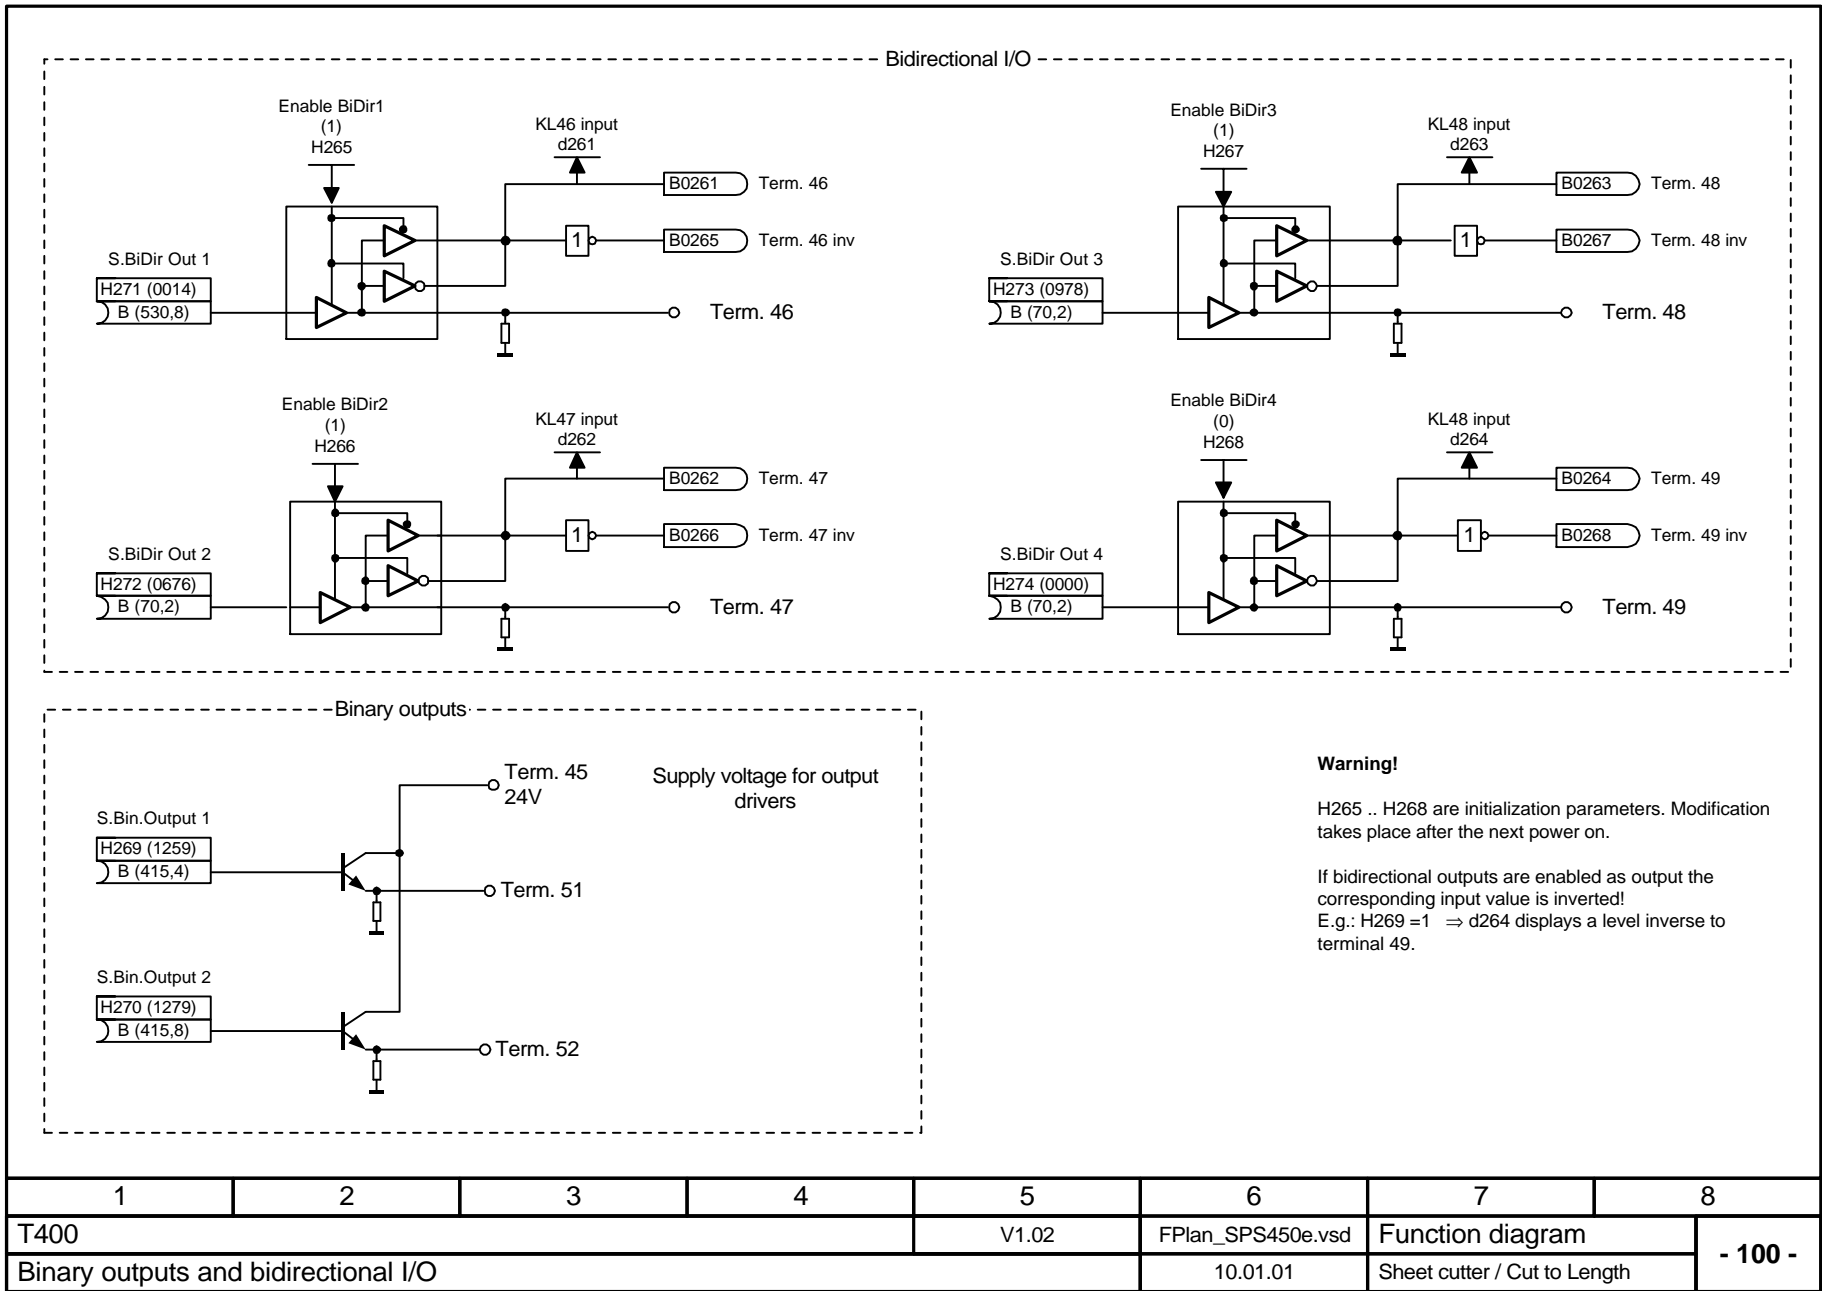 Bidirectional I/O
Enable BiDir1
(1)
H265
KL46 input
d261
B0261 Term. 46
1
B0265 Term. 46 inv
S.BiDir Out 1
H271 (0014)
B (530,8)
Term. 46
Enable BiDir3
(1)
H267
KL48 input
d263
B0263 Term. 48
1
B0267 Term. 48 inv
S.BiDir Out 3
H273 (0978)
B (70,2)
Term. 48
Enable BiDir2
(1)
H266
KL47 input
d262
B0262 Term. 47
1
B0266 Term. 47 inv
S.BiDir Out 2
H272 (0676)
B (70,2)
Term. 47
Enable BiDir4
(0)
H268
KL48 input
d264
B0264 Term. 49
1
B0268 Term. 49 inv
S.BiDir Out 4
H274 (0000)
B (70,2)
Term. 49
Binary outputs
Term. 45
24V
Supply voltage for output
drivers
S.Bin.Output 1
H269 (1259)
B (415,4)
Term. 51
S.Bin.Output 2
H270 (1279)
B (415,8)
Term. 52
Warning!
H265 .. H268 are initialization parameters. Modification
takes place after the next power on.
If bidirectional outputs are enabled as output the
corresponding input value is inverted!
E.g.: H269 =1 ⇒ d264 displays a level inverse to
terminal 49.
1 2 3 4 5 6 7 8
T400 V1.02 FPlan_SPS450e.vsd Function diagram
- 100 -
Binary outputs and bidirectional I/O 10.01.01 Sheet cutter / Cut to Length